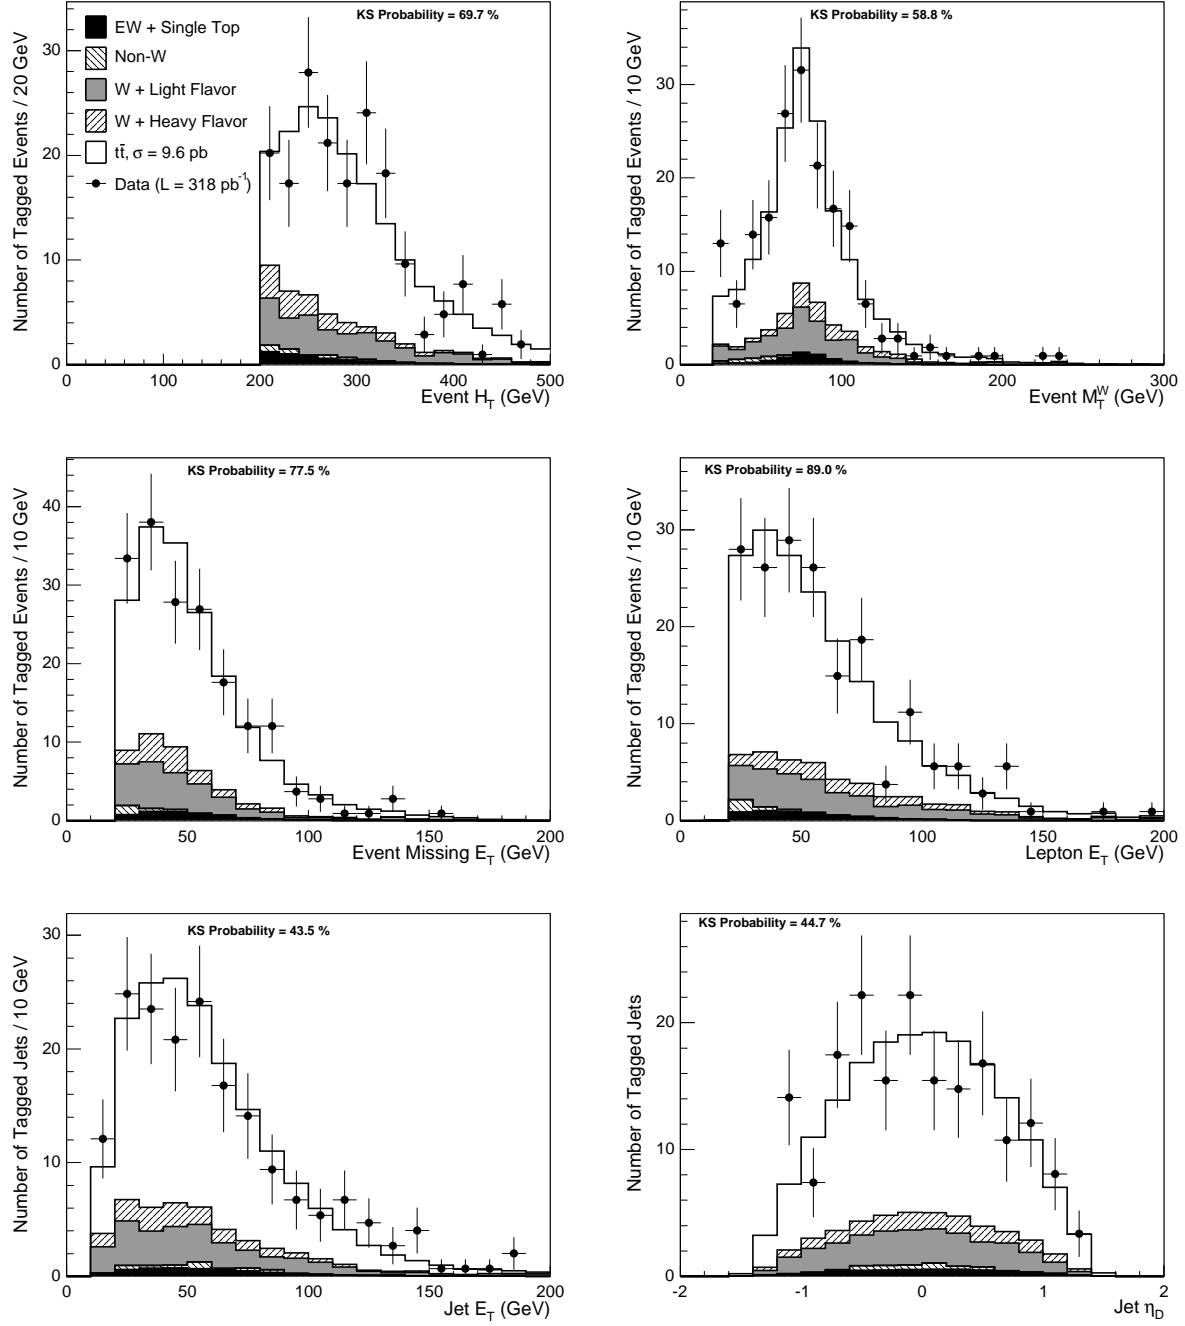 KS Probability = 69.7 %
EW + Single Top
Non-W
W + Light Flavor
W + Heavy Flavor
tt̄, σ = 9.6 pb
Data (L = 318 pb⁻¹)
Number of Tagged Events / 20 GeV
30
20
10
0
0 100 200 300 400 500
Event H_T (GeV)
KS Probability = 58.8 %
Number of Tagged Events / 10 GeV
30
20
10
0
0 100 200 300
Event M_T^W (GeV)
KS Probability = 77.5 %
Number of Tagged Events / 10 GeV
40
30
20
10
0
0 50 100 150 200
Event Missing E_T (GeV)
KS Probability = 89.0 %
Number of Tagged Events / 10 GeV
30
20
10
0
0 50 100 150 200
Lepton E_T (GeV)
KS Probability = 43.5 %
Number of Tagged Jets / 10 GeV
30
20
10
0
0 50 100 150 200
Jet E_T (GeV)
KS Probability = 44.7 %
Number of Tagged Jets
20
10
0
-2 -1 0 1 2
Jet η_D